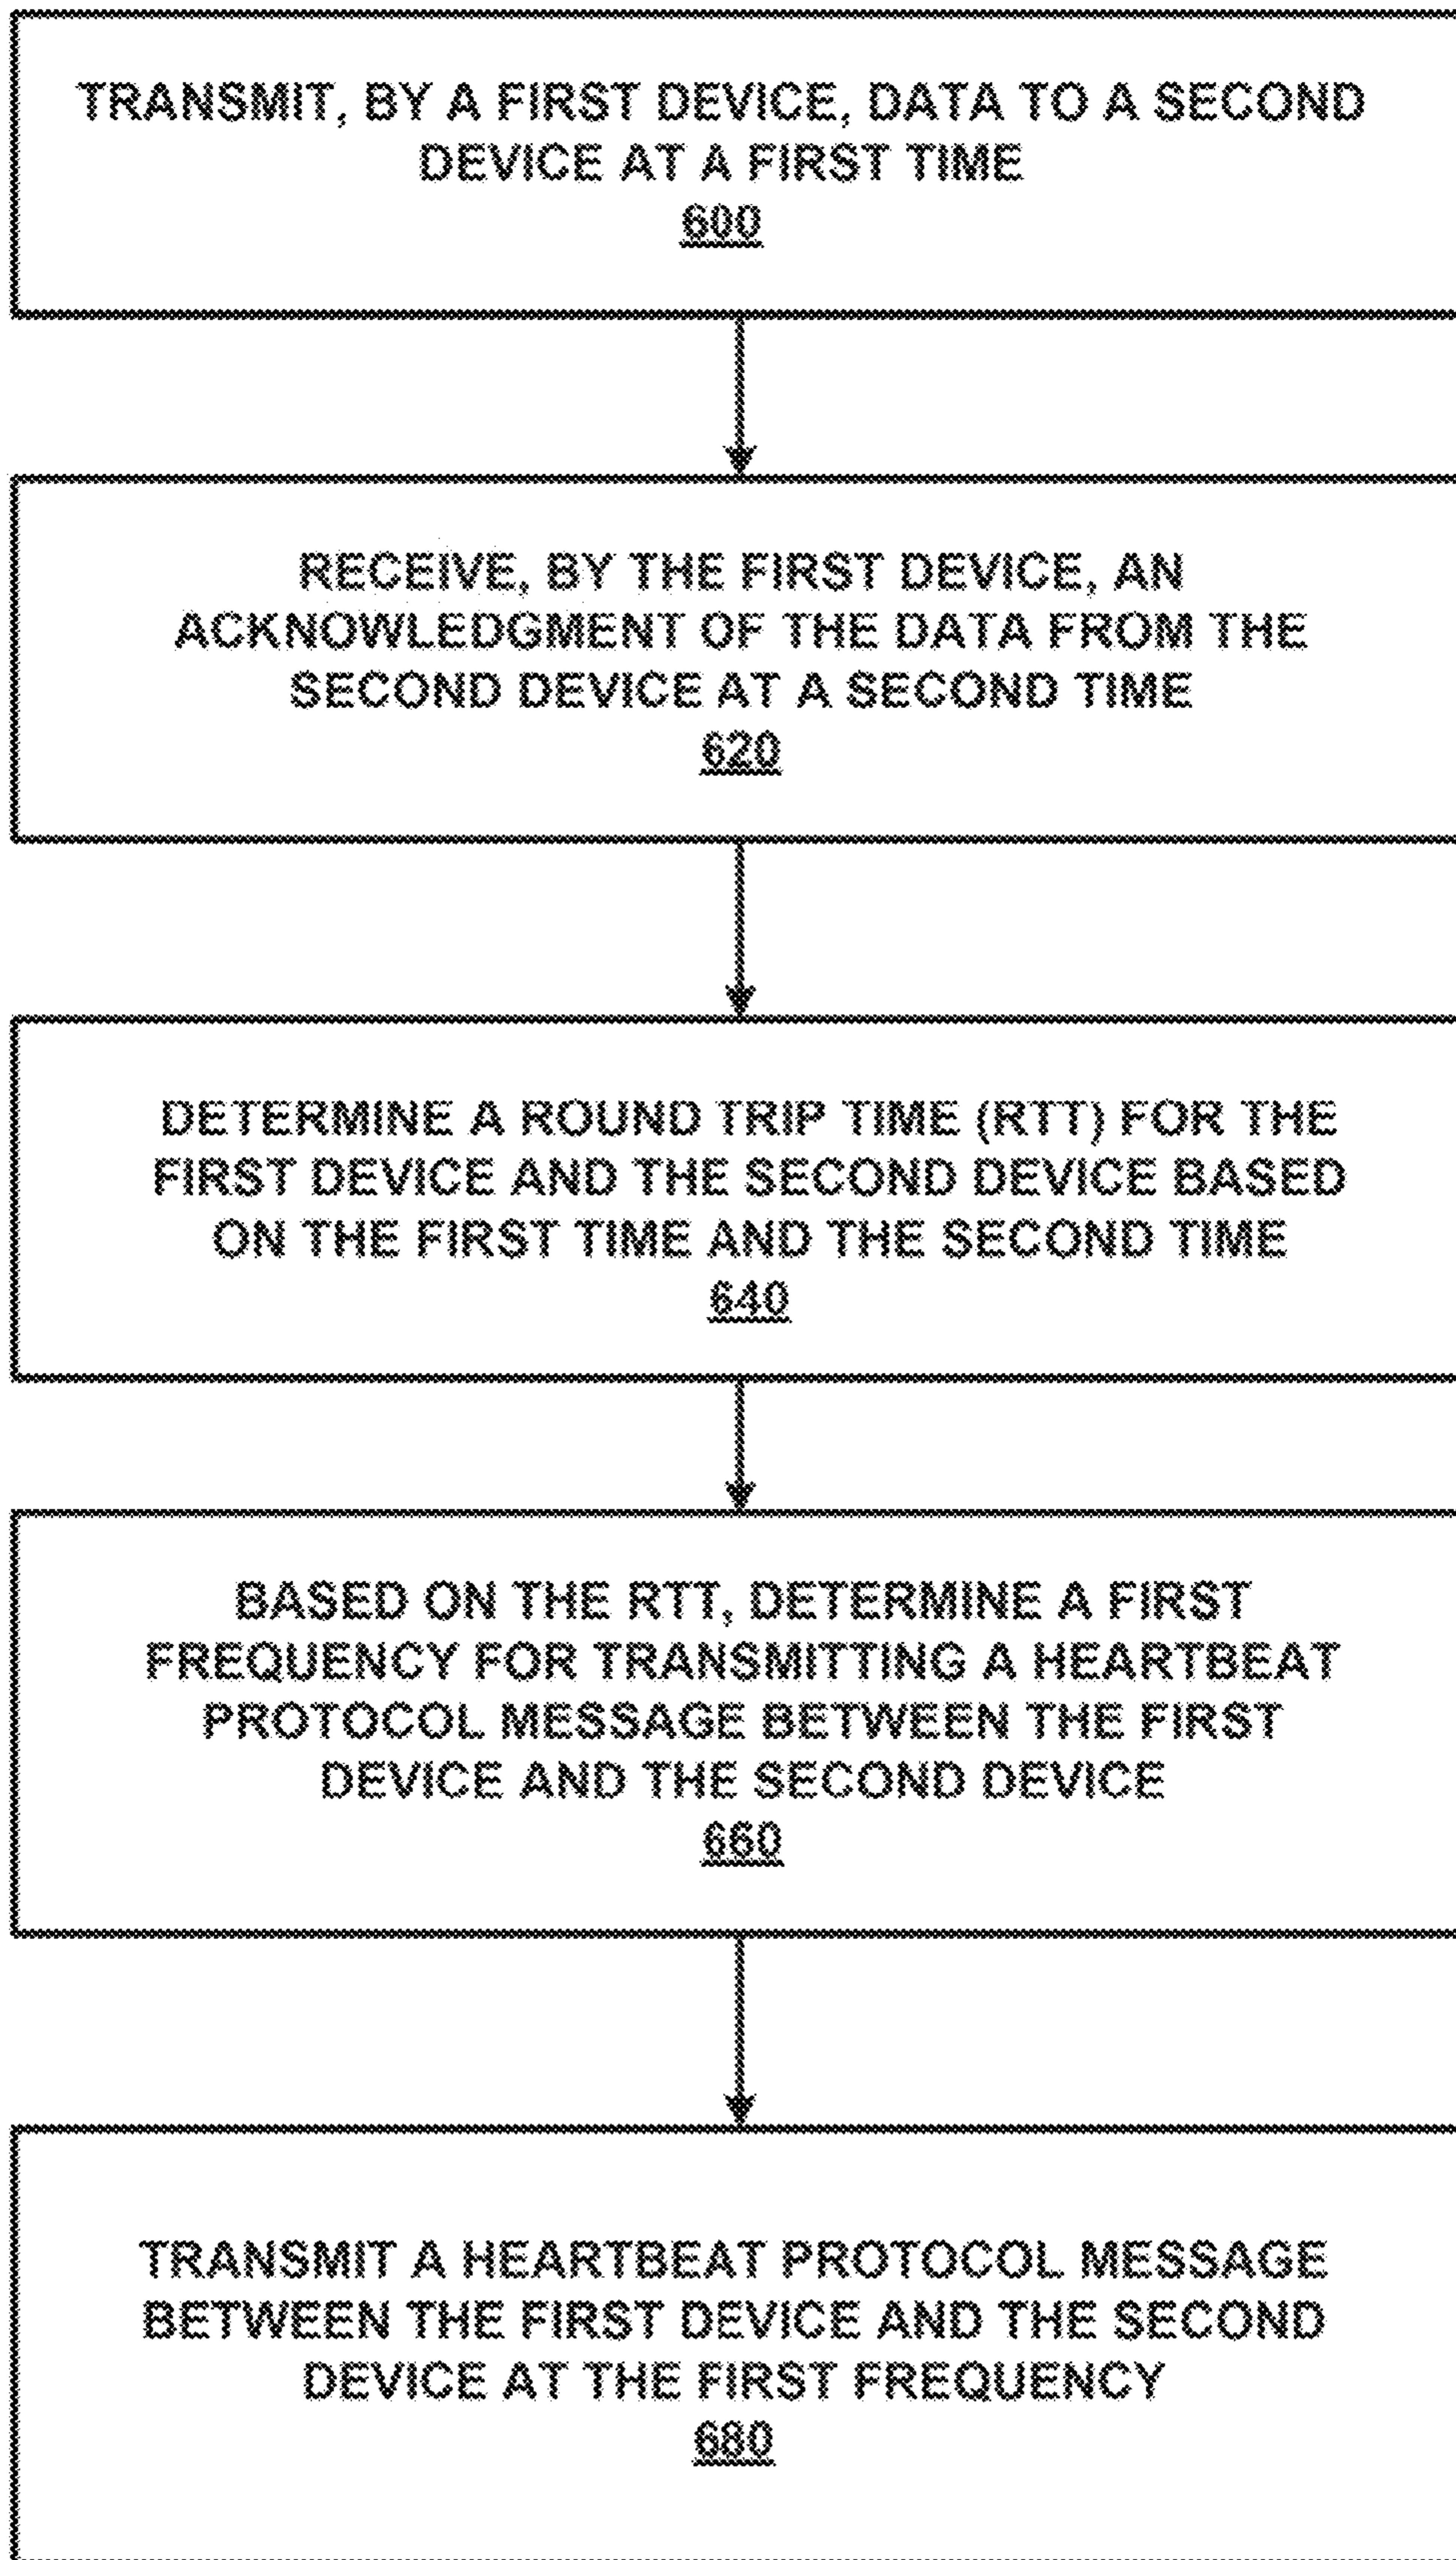 TRANSMIT, BY A FIRST DEVICE, DATA TO A SECOND
DEVICE AT A FIRST TIME
600
RECEIVE, BY THE FIRST DEVICE, AN
ACKNOWLEDGMENT OF THE DATA FROM THE
SECOND DEVICE AT A SECOND TIME
620
DETERMINE A ROUND TRIP TIME (RTT) FOR THE
FIRST DEVICE AND THE SECOND DEVICE BASED
ON THE FIRST TIME AND THE SECOND TIME
640
BASED ON THE RTT, DETERMINE A FIRST
FREQUENCY FOR TRANSMITTING A HEARTBEAT
PROTOCOL MESSAGE BETWEEN THE FIRST
DEVICE AND THE SECOND DEVICE
660
TRANSMIT A HEARTBEAT PROTOCOL MESSAGE
BETWEEN THE FIRST DEVICE AND THE SECOND
DEVICE AT THE FIRST FREQUENCY
680